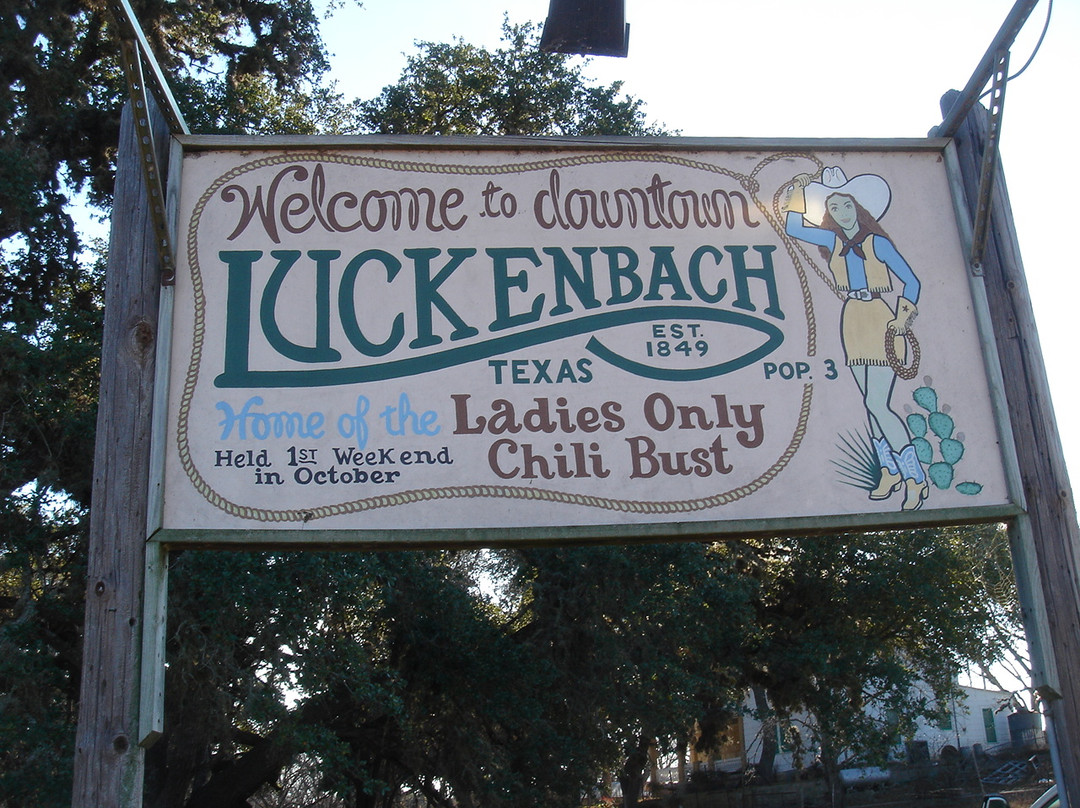 Welcome to downtown
LUCKENBACH
EST.
1849
TEXAS
POP. 3
Home of the Ladies Only
Chili Bust
Held 1ST Weekend
in October